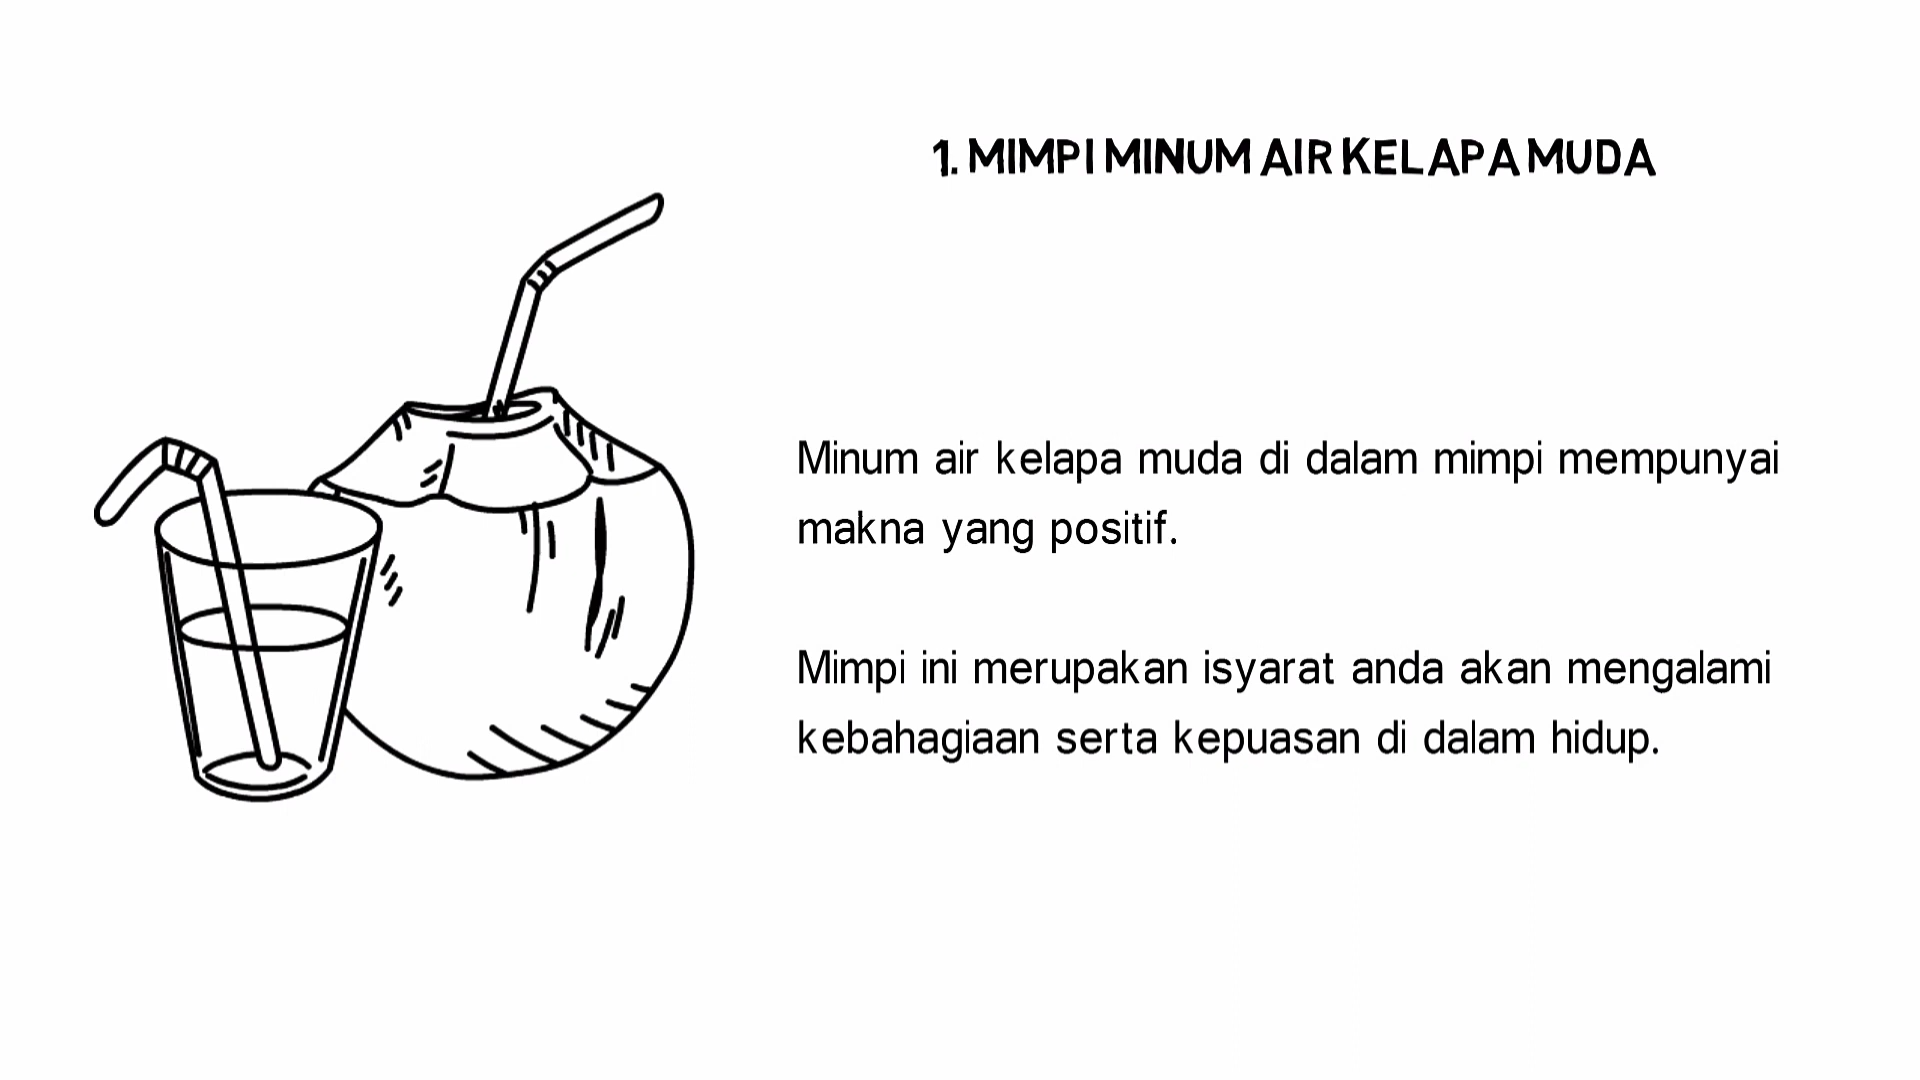 1. MIMPI MINUM AIR KELAPA MUDA
Minum air kelapa muda di dalam mimpi mempunyai
makna yang positif.
Mimpi ini merupakan isyarat anda akan mengalami
kebahagiaan serta kepuasan di dalam hidup.